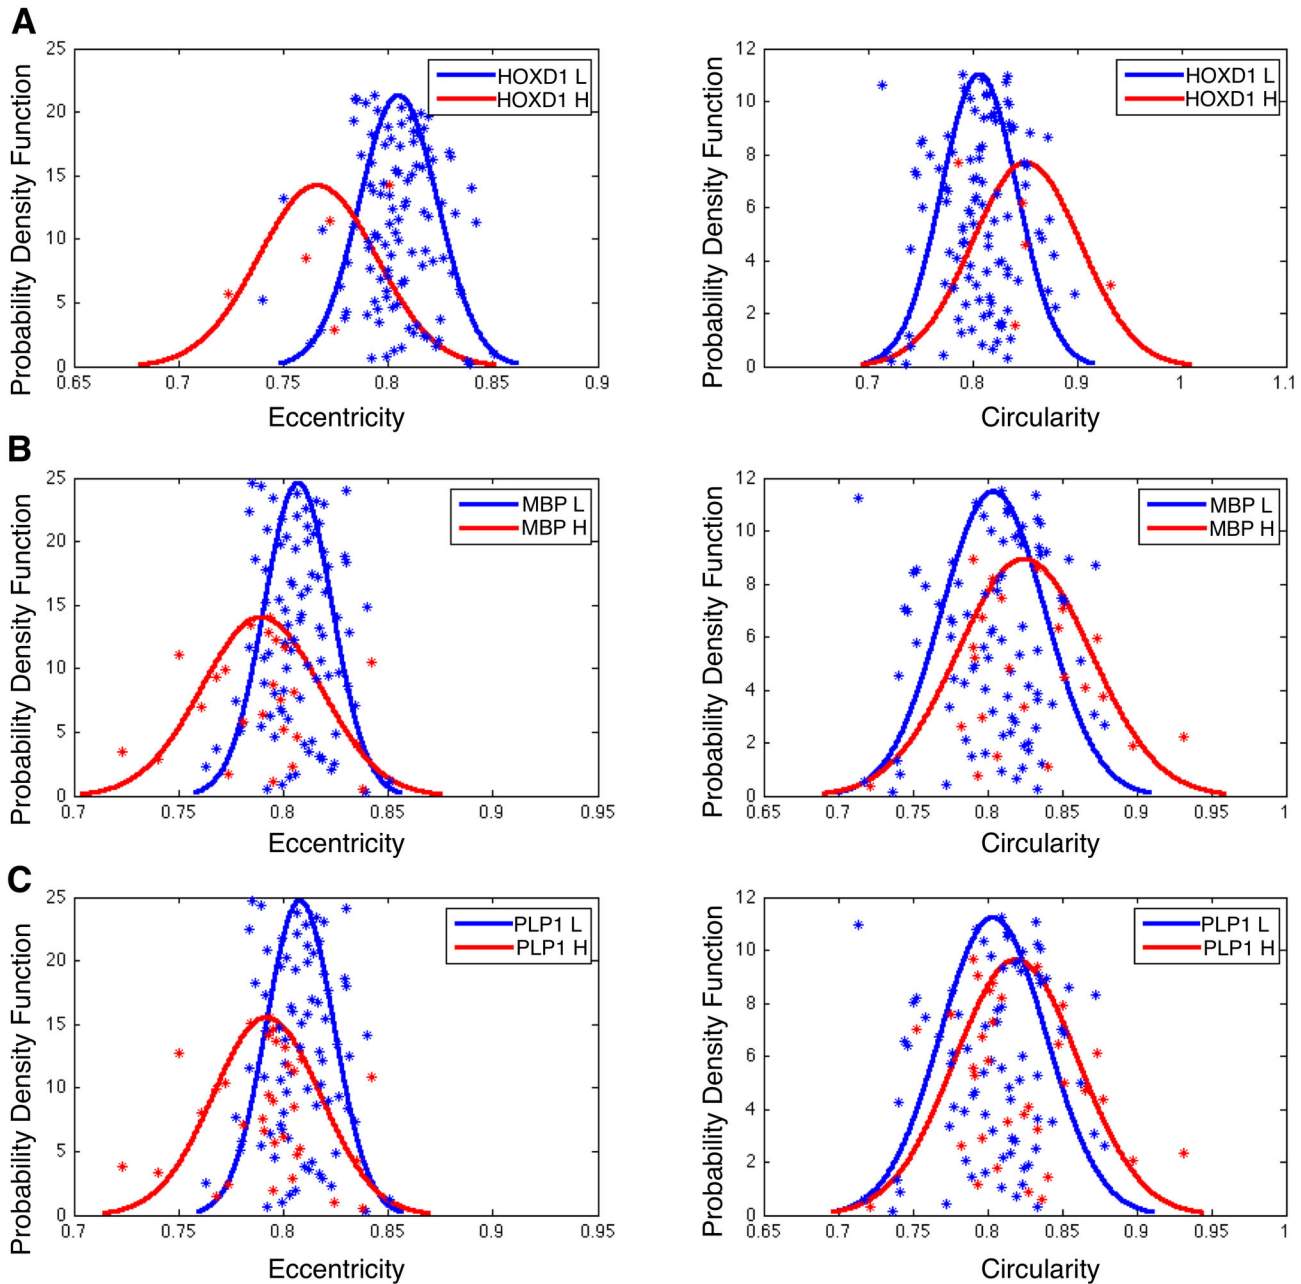 A
Probability Density Function
25
20
15
10
5
0
0.65 0.7 0.75 0.8 0.85 0.9
Eccentricity
HOXD1 L
HOXD1 H
Probability Density Function
12
10
8
6
4
2
0
0.7 0.8 0.9 1 1.1
Circularity
HOXD1 L
HOXD1 H
B
Probability Density Function
25
20
15
10
5
0
0.7 0.75 0.8 0.85 0.9 0.95
Eccentricity
MBP L
MBP H
Probability Density Function
12
10
8
6
4
2
0
0.65 0.7 0.75 0.8 0.85 0.9 0.95 1
Circularity
MBP L
MBP H
C
Probability Density Function
25
20
15
10
5
0
0.7 0.75 0.8 0.85 0.9 0.95
Eccentricity
PLP1 L
PLP1 H
Probability Density Function
12
10
8
6
4
2
0
0.65 0.7 0.75 0.8 0.85 0.9 0.95 1
Circularity
PLP1 L
PLP1 H